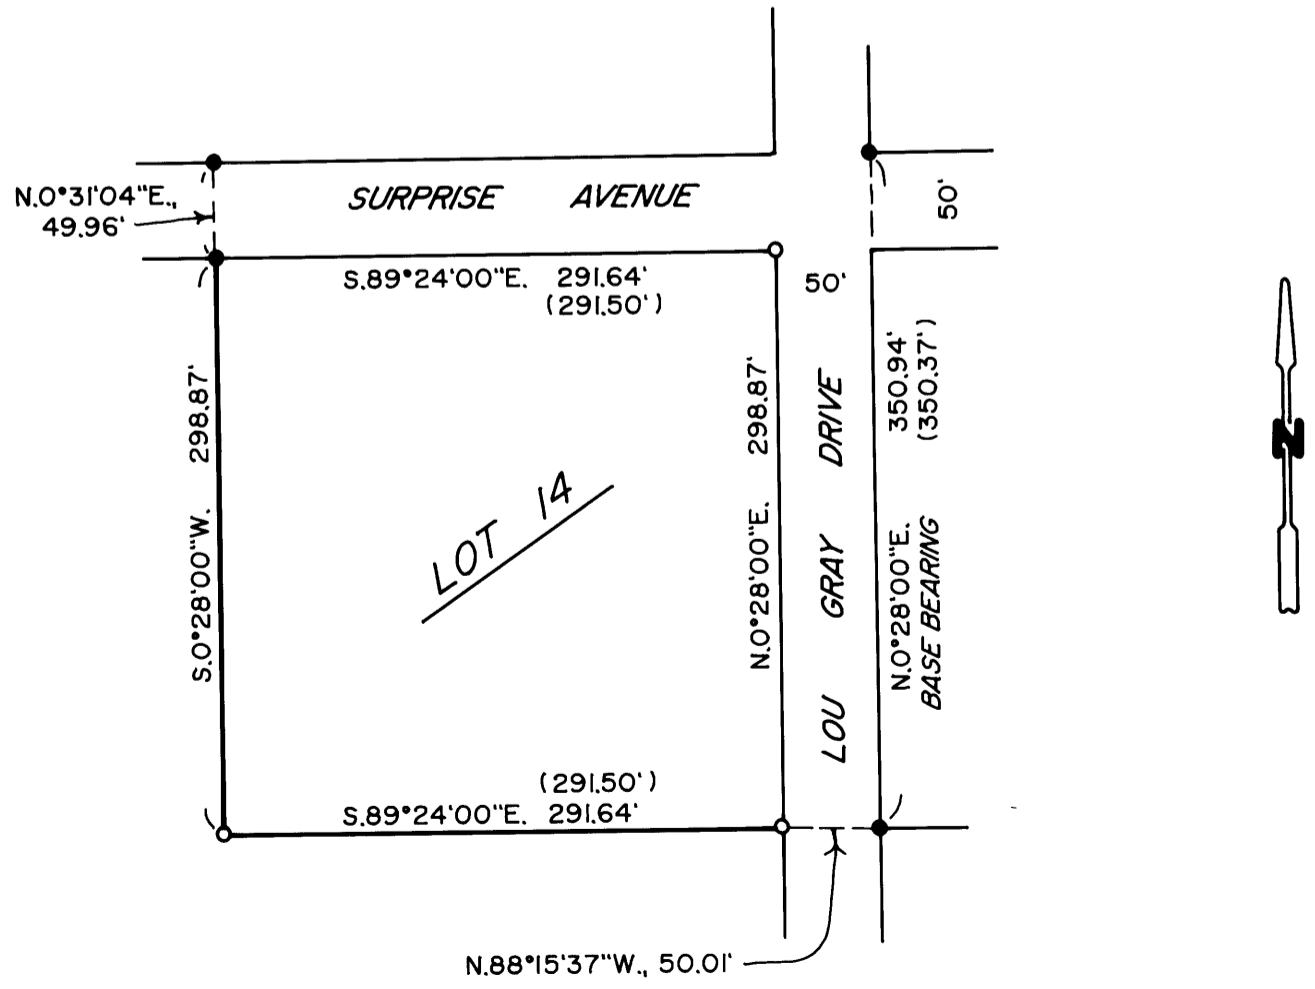 N.0°31'04"E.,
49.96'
SURPRISE AVENUE
50'
S.89°24'00"E. 291.64'
(291.50')
50'
S.0°28'00"W. 298.87'
LOT 14
N.0°28'00"E. 298.87'
LOU GRAY DRIVE
N.0°28'00"E. 350.94'
BASE BEARING (350.37')
N
(291.50')
S.89°24'00"E. 291.64'
N.88°15'37"W., 50.01'